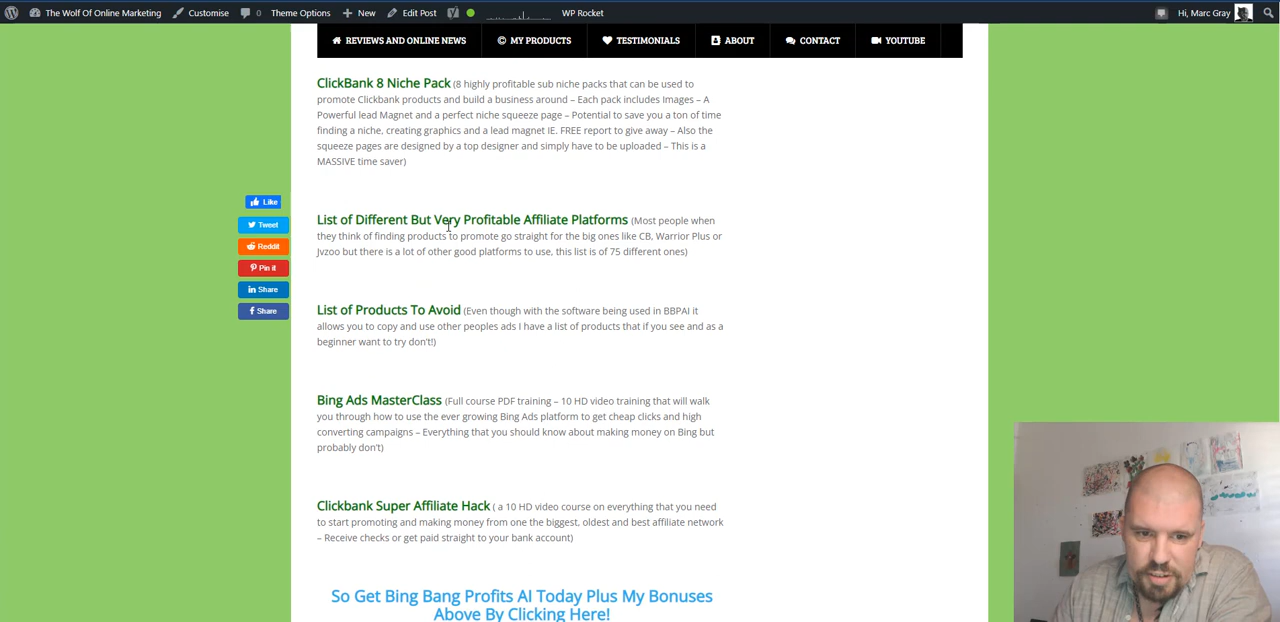 The Wolf Of Online Marketing Customise 0 Theme Options New Edit Post WP Rocket Hi, Marc Gray
REVIEWS AND ONLINE NEWS MY PRODUCTS TESTIMONIALS ABOUT CONTACT YOUTUBE
ClickBank 8 Niche Pack (8 highly profitable sub niche packs that can be used to
promote Clickbank products and build a business around – Each pack includes Images – A
Powerful lead Magnet and a perfect niche squeeze page – Potential to save you a ton of time
finding a niche, creating graphics and a lead magnet IE. FREE report to give away – Also the
squeeze pages are designed by a top designer and simply have to be uploaded – This is a
MASSIVE time saver)
Like
Tweet
Reddit
Pin it
Share
Share
List of Different But Very Profitable Affiliate Platforms (Most people when
they think of finding products to promote go straight for the big ones like CB, Warrior Plus or
Jvzoo but there is a lot of other good platforms to use, this list is of 75 different ones)
List of Products To Avoid (Even though with the software being used in BBPAI it
allows you to copy and use other peoples ads I have a list of products that if you see and as a
beginner want to try don't!)
Bing Ads MasterClass (Full course PDF training – 10 HD video training that will walk
you through how to use the ever growing Bing Ads platform to get cheap clicks and high
converting campaigns – Everything that you should know about making money on Bing but
probably don't)
Clickbank Super Affiliate Hack ( a 10 HD video course on everything that you need
to start promoting and making money from one the biggest, oldest and best affiliate network
– Receive checks or get paid straight to your bank account)
So Get Bing Bang Profits AI Today Plus My Bonuses
Above By Clicking Here!